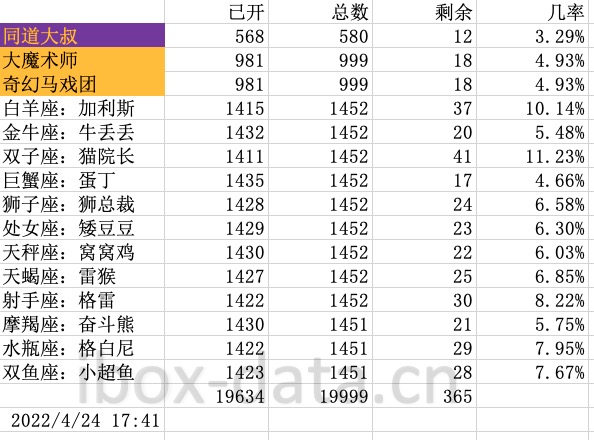 已开 总数 剩余 几率
同道大叔 568 580 12 3.29%
大魔术师 981 999 18 4.93%
奇幻马戏团 981 999 18 4.93%
白羊座：加利斯 1415 1452 37 10.14%
金牛座：牛丢丢 1432 1452 20 5.48%
双子座：猫院长 1411 1452 41 11.23%
巨蟹座：蛋丁 1435 1452 17 4.66%
狮子座：狮总裁 1428 1452 24 6.58%
处女座：矮豆豆 1429 1452 23 6.30%
天秤座：窝窝鸡 1430 1452 22 6.03%
天蝎座：雷猴 1427 1452 25 6.85%
射手座：格雷 1422 1452 30 8.22%
摩羯座：奋斗熊 1430 1451 21 5.75%
水瓶座：格白尼 1422 1451 29 7.95%
双鱼座：小超鱼 1423 1451 28 7.67%
ibox-data.cn
19634 19999 365
2022/4/24 17:41